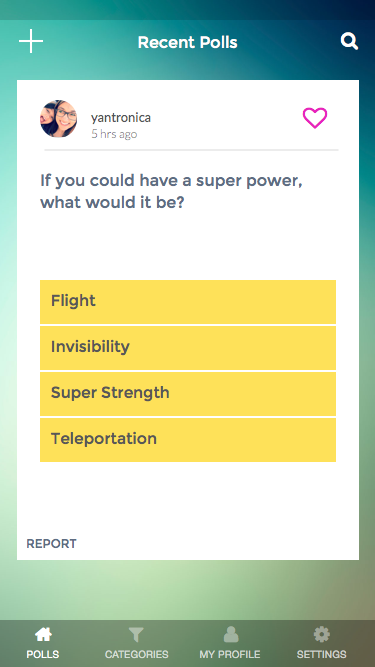 Recent Polls
yantronica
5 hrs ago
If you could have a super power,
what would it be?
Flight
Invisibility
Super Strength
Teleportation
REPORT
POLLS CATEGORIES MY PROFILE SETTINGS